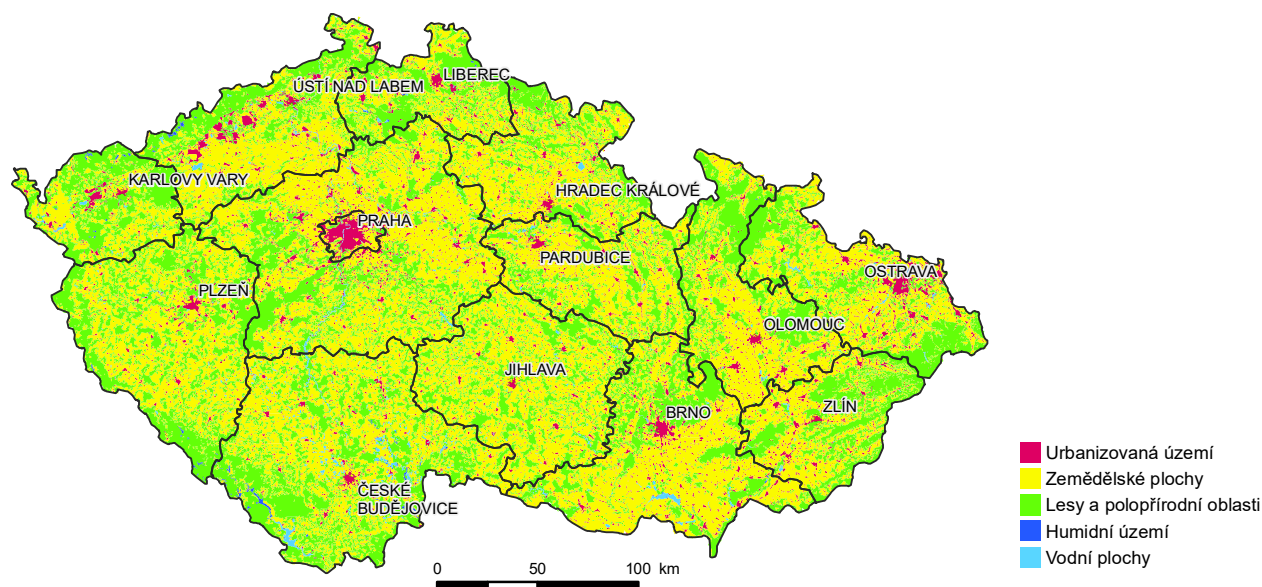 LIBEREC
ÚSTÍ NAD LABEM
KARLOVY VARY
HRADEC KRÁLOVÉ
PRAHA
PARDUBICE
OSTRAVA
PLZEŇ
OLOMOUC
JIHLAVA
ZLÍN
BRNO
ČESKÉ
BUDĚJOVICE
Urbanizovaná území
Zemědělské plochy
Lesy a polopřírodní oblasti
Humidní území
Vodní plochy
0 50 100 km